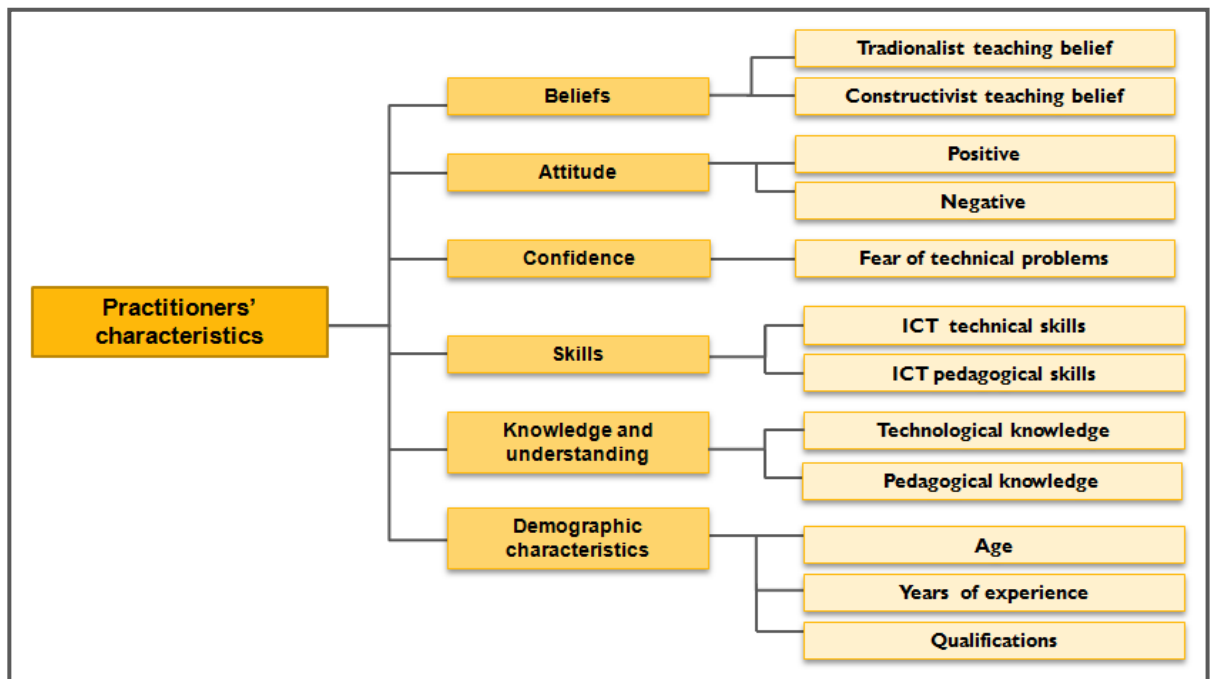 Practitioners’
characteristics
Beliefs
Tradionalist teaching belief
Constructivist teaching belief
Attitude
Positive
Negative
Confidence
Fear of technical problems
Skills
ICT technical skills
ICT pedagogical skills
Knowledge and
understanding
Technological knowledge
Pedagogical knowledge
Demographic
characteristics
Age
Years of experience
Qualifications